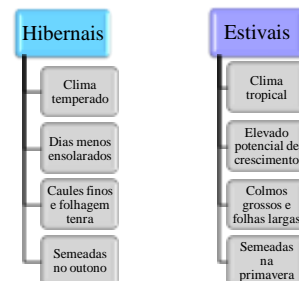 Hibernais
Clima
temperado
Dias menos
ensolarados
Caules finos
e folhagem
tenra
Semeadas
no outono
Estivais
Clima
tropical
Elevado
potencial de
crescimento
Colmos
grossos e
folhas largas
Semeadas
na
primavera